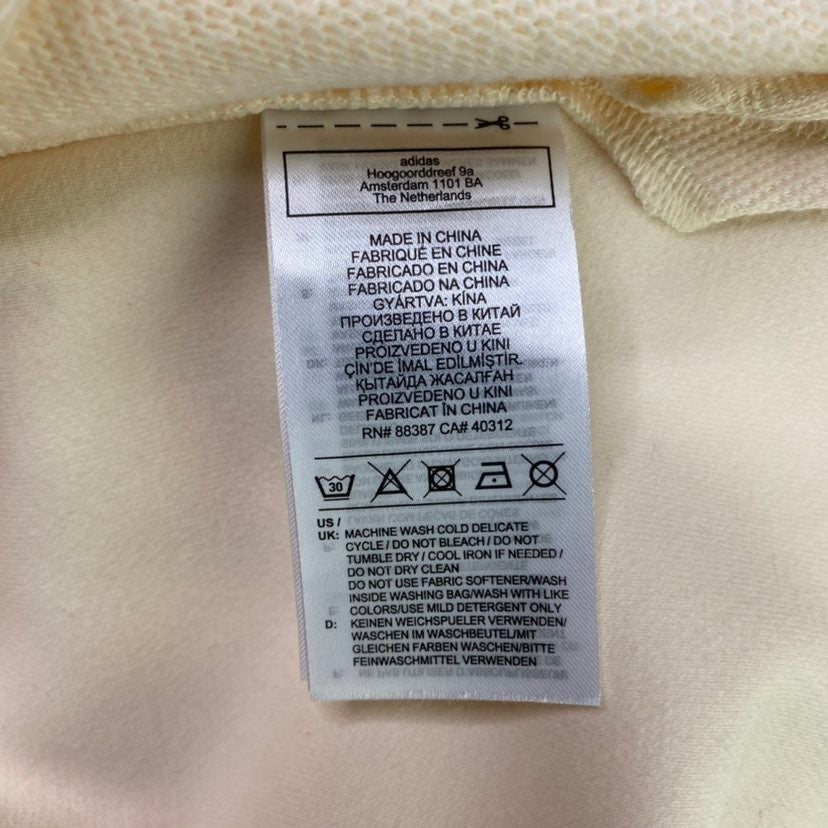 adidas
Hoogoorddreef 9a
Amsterdam 1101 BA
The Netherlands
MADE IN CHINA
FABRIQUÉ EN CHINE
FABRICADO EN CHINA
FABRICADO NA CHINA
GYÁRTVA: KÍNA
ПРОИЗВЕДЕНО В КИТАЙ
СДЕЛАНО В КИТАЕ
PROIZVEDENO U KINI
ÇİN'DE İMAL EDİLMİŞTİR.
ҚЫТАЙДА ЖАСАЛҒАН
PROIZVEDENO U KINI
FABRICAT ÎN CHINA
RN# 88387 CA# 40312
30
US /
UK: MACHINE WASH COLD DELICATE
CYCLE / DO NOT BLEACH / DO NOT
TUMBLE DRY / COOL IRON IF NEEDED /
DO NOT DRY CLEAN
DO NOT USE FABRIC SOFTENER/WASH
INSIDE WASHING BAG/WASH WITH LIKE
COLORS/USE MILD DETERGENT ONLY
D: KEINEN WEICHSPUELER VERWENDEN/
WASCHEN IM WASCHBEUTEL/MIT
GLEICHEN FARBEN WASCHEN/BITTE
FEINWASCHMITTEL VERWENDEN